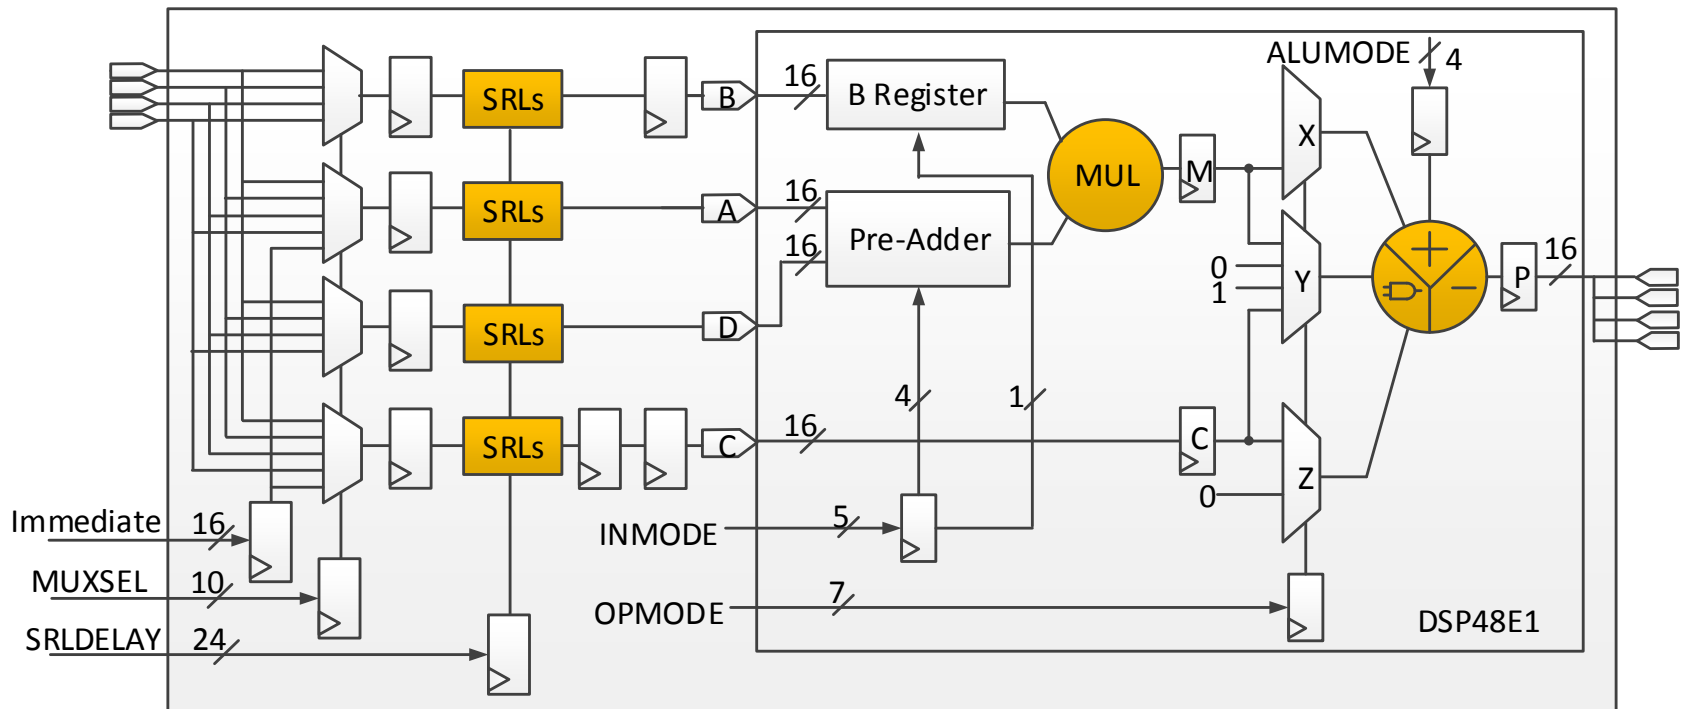 ALUMODE 4
SRLs B 16 B Register X
MUL M
SRLs A 16 Pre-Adder
16 0 Y P 16
1
SRLs D
4 1
SRLs C 16 C Z
0
Immediate 16
INMODE 5
MUXSEL 10
OPMODE 7
SRLDELAY 24
DSP48E1